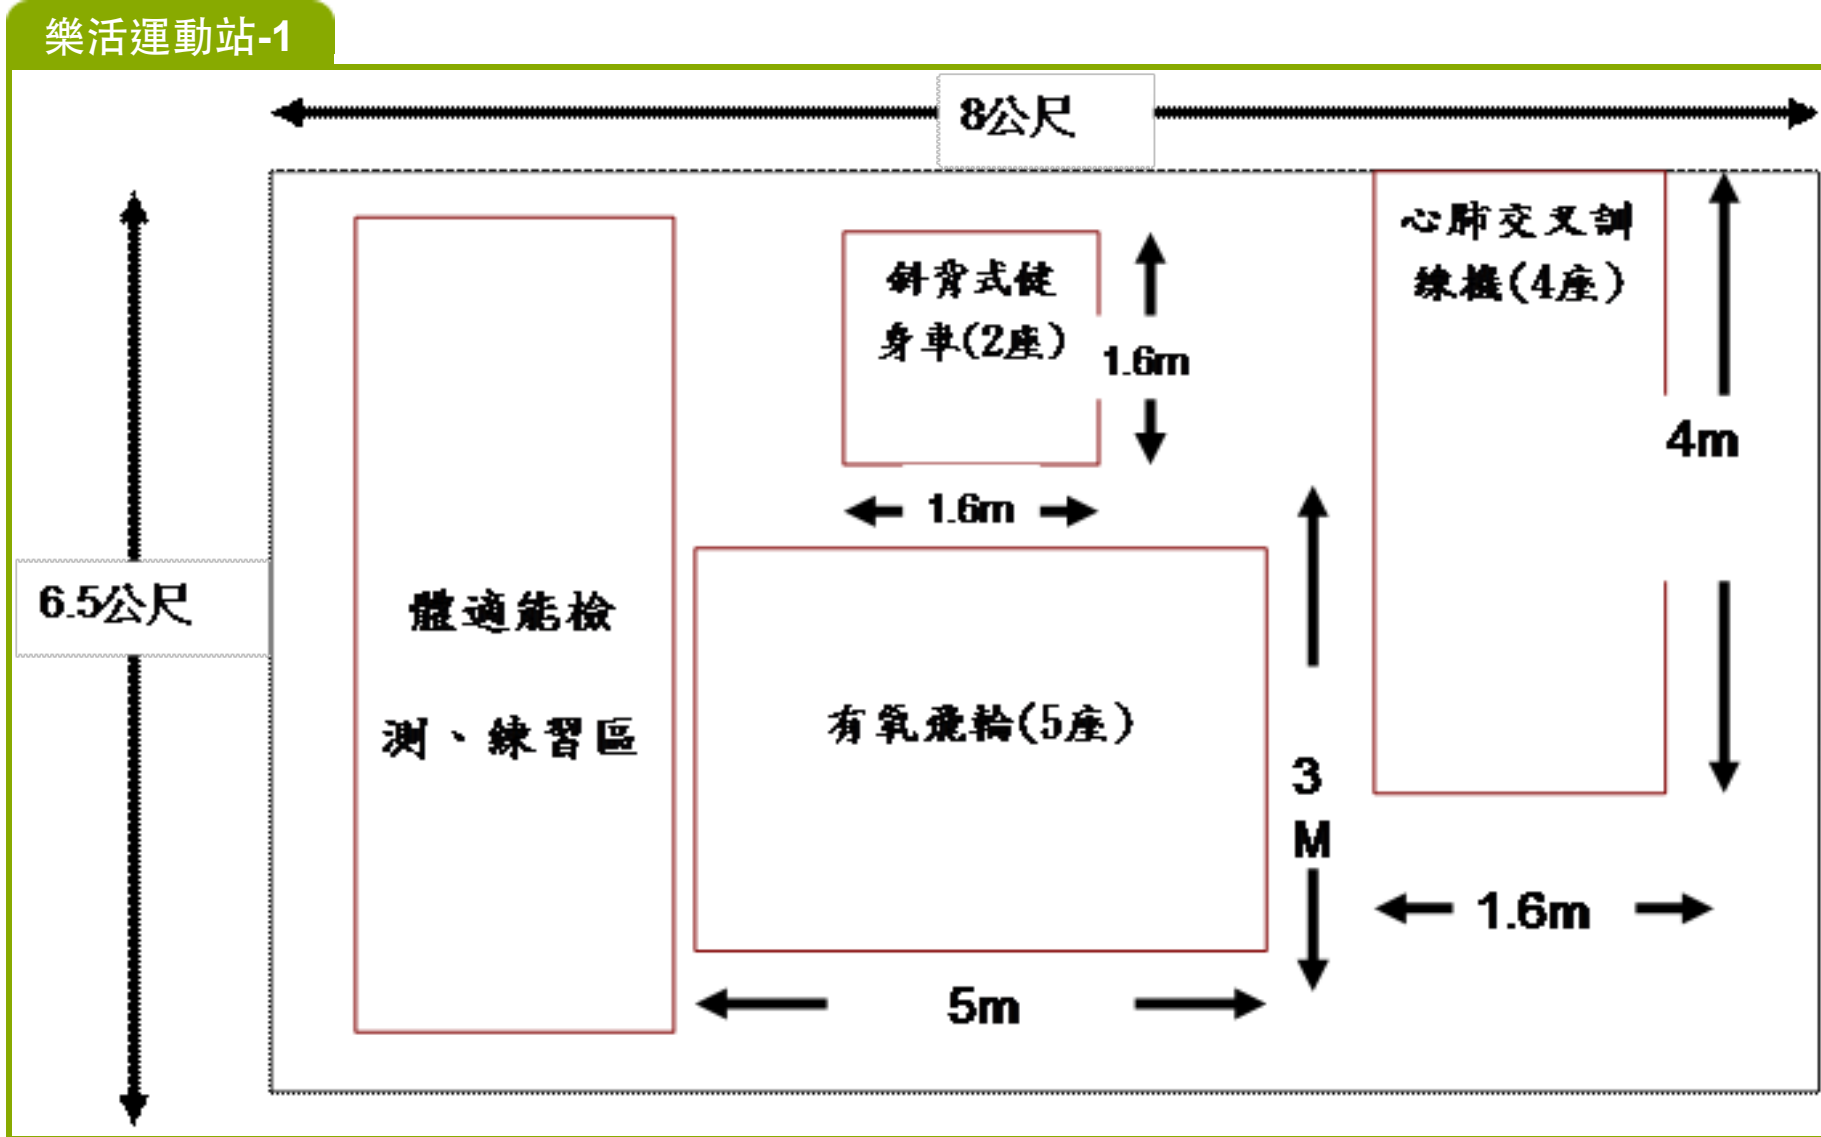 樂活運動站-1
8公尺
6.5公尺
體適能檢
測、練習區
斜背式健
身車(2座)
1.6m
1.6m
有氧飛輪(5座)
3
M
5m
心肺交叉訓
練機(4座)
4m
1.6m